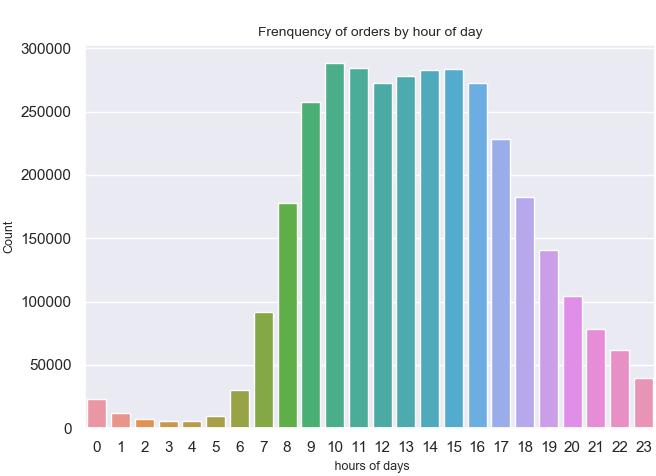 Frenquency of orders by hour of day
300000
250000
200000
150000
100000
50000
0
Count
0 1 2 3 4 5 6 7 8 9 10 11 12 13 14 15 16 17 18 19 20 21 22 23
hours of days